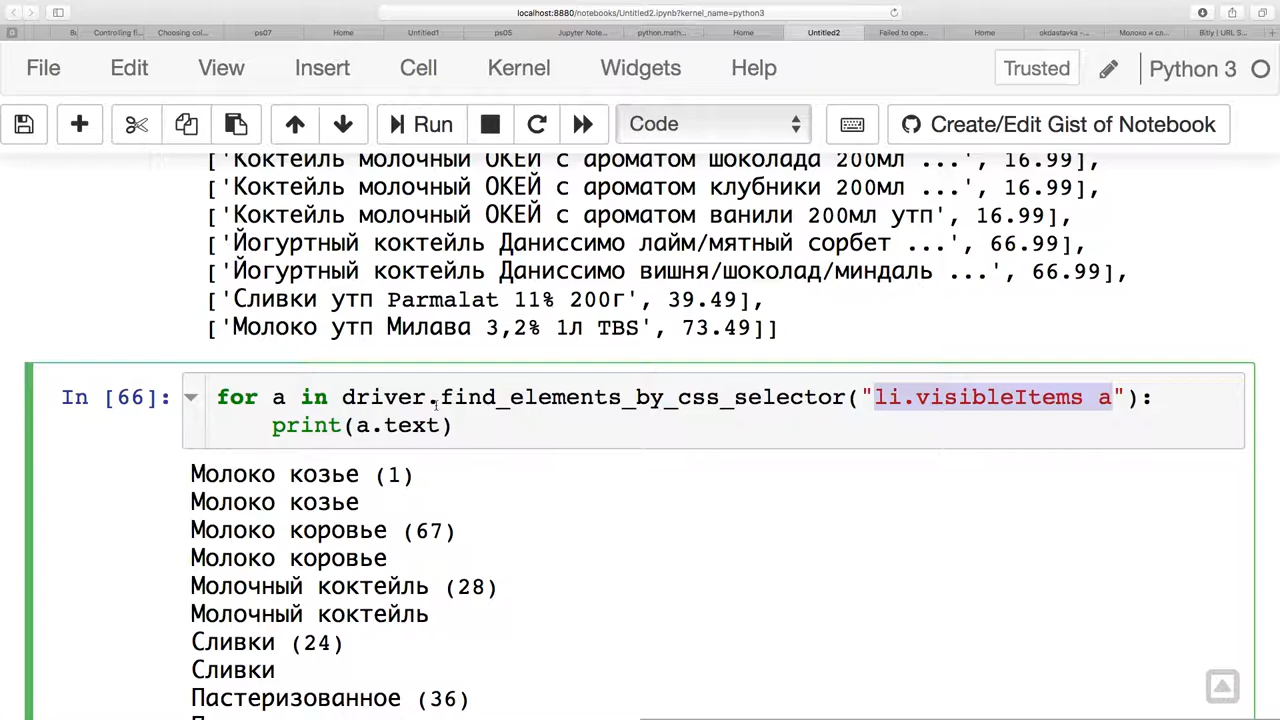 localhost:8880/notebooks/Untitled2.ipynb?kernel_name=python3
Controlling fl... Choosing col... ps07 Home Untitled1 ps05 Jupyter Note... python.math... Home Untitled2 Failed to ope... Home okdastavka -... Молоко и сл... Bitly | URL S...
File Edit View Insert Cell Kernel Widgets Help Trusted Python 3
Run Code Create/Edit Gist of Notebook
['Коктейль молочный ОКЕЙ с ароматом шоколада 200мл ...', 16.99],
['Коктейль молочный ОКЕЙ с ароматом клубники 200мл ...', 16.99],
['Коктейль молочный ОКЕЙ с ароматом ванили 200мл утп', 16.99],
['Йогуртный коктейль Даниссимо лайм/мятный сорбет ...', 66.99],
['Йогуртный коктейль Даниссимо вишня/шоколад/миндаль ...', 66.99],
['Сливки утп Parmalat 11% 200г', 39.49],
['Молоко утп Милава 3,2% 1л TBS', 73.49]]
In [66]: for a in driver.find_elements_by_css_selector("li.visibleItems a"):
print(a.text)
Молоко козье (1)
Молоко козье
Молоко коровье (67)
Молоко коровье
Молочный коктейль (28)
Молочный коктейль
Сливки (24)
Сливки
Пастеризованное (36)